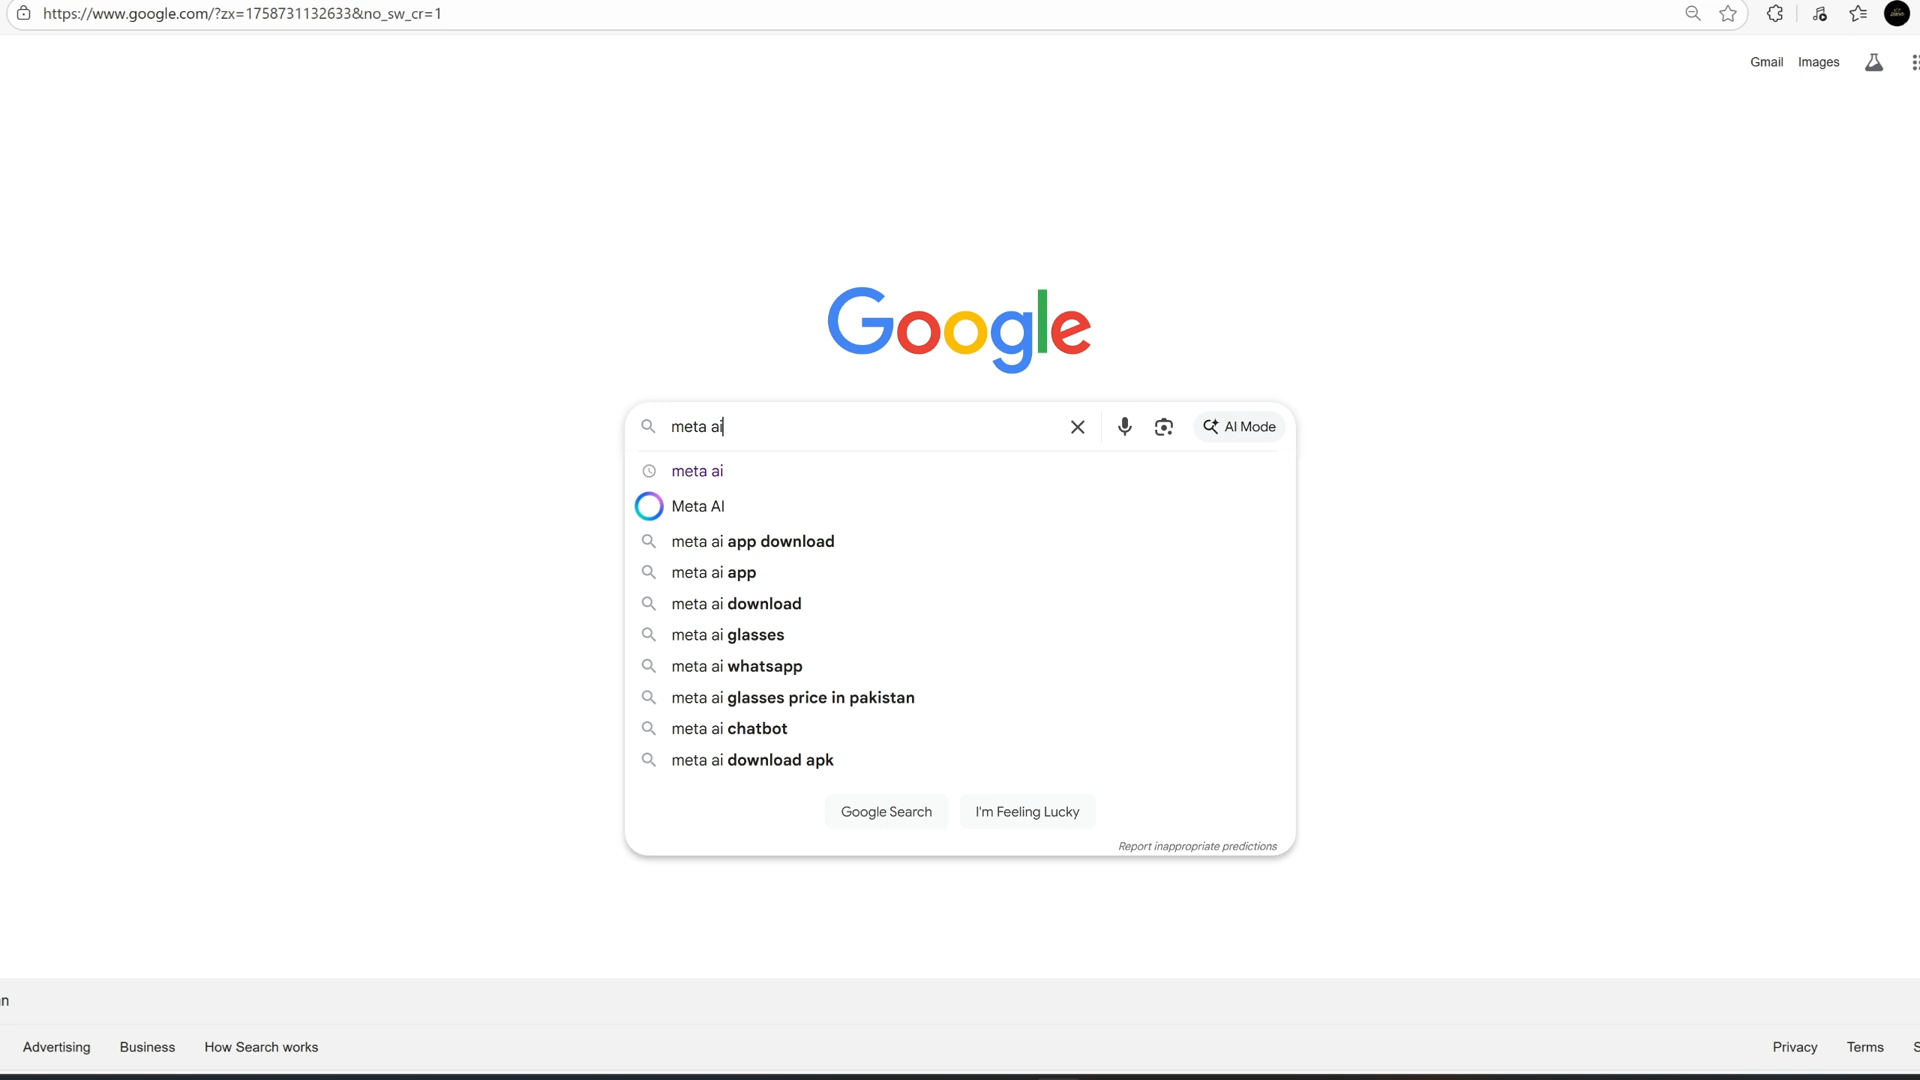 https://www.google.com/?zx=1758731132633&no_sw_cr=1
Gmail Images
Google
meta ai
AI Mode
meta ai
Meta AI
meta ai app download
meta ai app
meta ai download
meta ai glasses
meta ai whatsapp
meta ai glasses price in pakistan
meta ai chatbot
meta ai download apk
Google Search I'm Feeling Lucky
Report inappropriate predictions
Advertising Business How Search works Privacy Terms